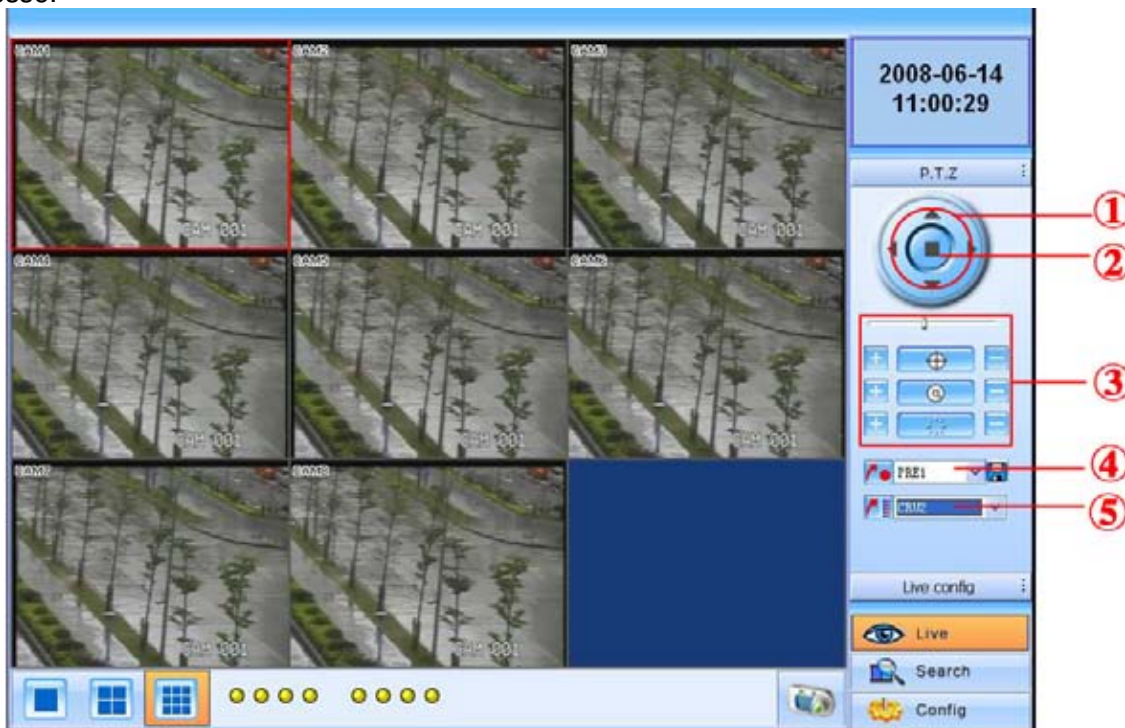 CAM1
CAM2
CAM3
2008-06-14
11:00:29
P.T.Z
①
②
CAM 001
CAM 001
CAM 001
CAM4
CAM5
CAM6
③
CAM 001
CAM 001
CAM 001
PRE1
④
CRU2
⑤
CAM7
CAM8
Live config
CAM 001
CAM 001
Live
Search
Config